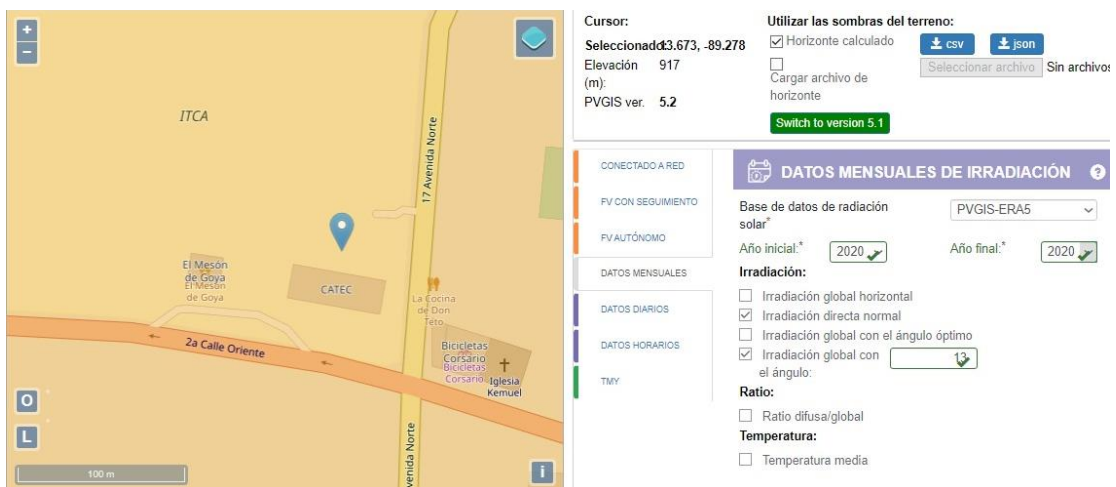 +
−
ITCA
17 Avenida Norte
El Mesón
de Goya
El Mesón
de Goya
CATEC
La Cocina
de Don
Teto
2a Calle Oriente
Bicicletas
Corsario
Bicicletas
Corsario
Iglesia
Kemuel
venida Norte
O
L
100 m
i
Cursor:
Utilizar las sombras del terreno:
Seleccionado: 13.673, -89.278
Horizonte calculado
csv
json
Elevación
(m):
917
Cargar archivo de
horizonte
Seleccionar archivo
Sin archivos
PVGIS ver. 5.2
Switch to version 5.1
CONECTADO A RED
FV CON SEGUIMIENTO
FV AUTÓNOMO
DATOS MENSUALES
DATOS DIARIOS
DATOS HORARIOS
TMY
DATOS MENSUALES DE IRRADIACIÓN
?
Base de datos de radiación
solar*
PVGIS-ERA5
Año inicial:* 2020
Año final:* 2020
Irradiación:
Irradiación global horizontal
Irradiación directa normal
Irradiación global con el ángulo óptimo
Irradiación global con
el ángulo:
13
Ratio:
Ratio difusa/global
Temperatura:
Temperatura media